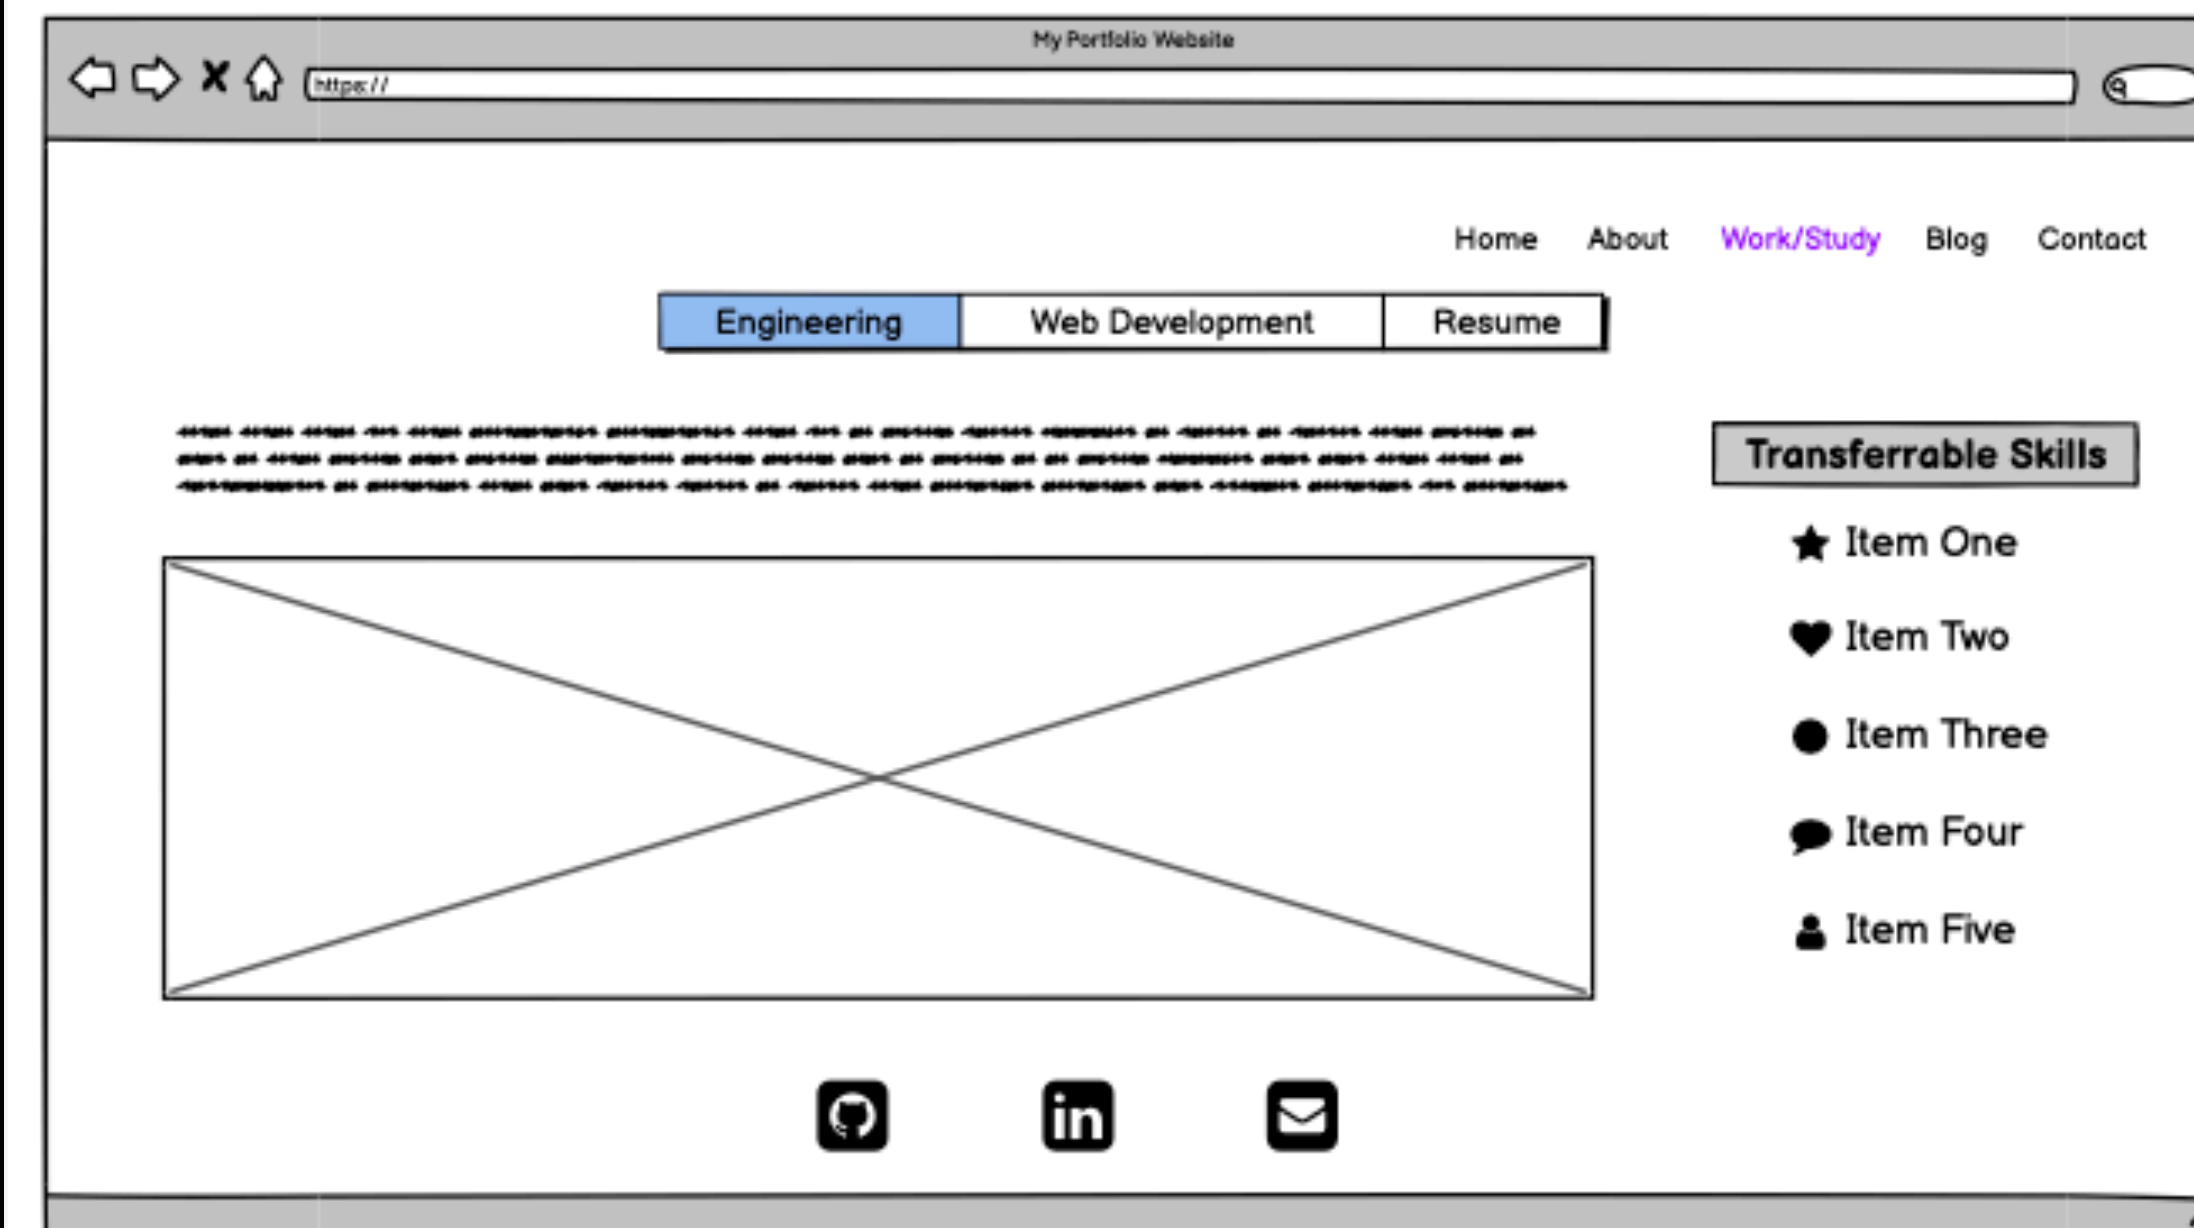 My Portfolio Website
https://
Home About Work/Study Blog Contact
Engineering Web Development Resume
Transferrable Skills
Item One
Item Two
Item Three
Item Four
Item Five
in